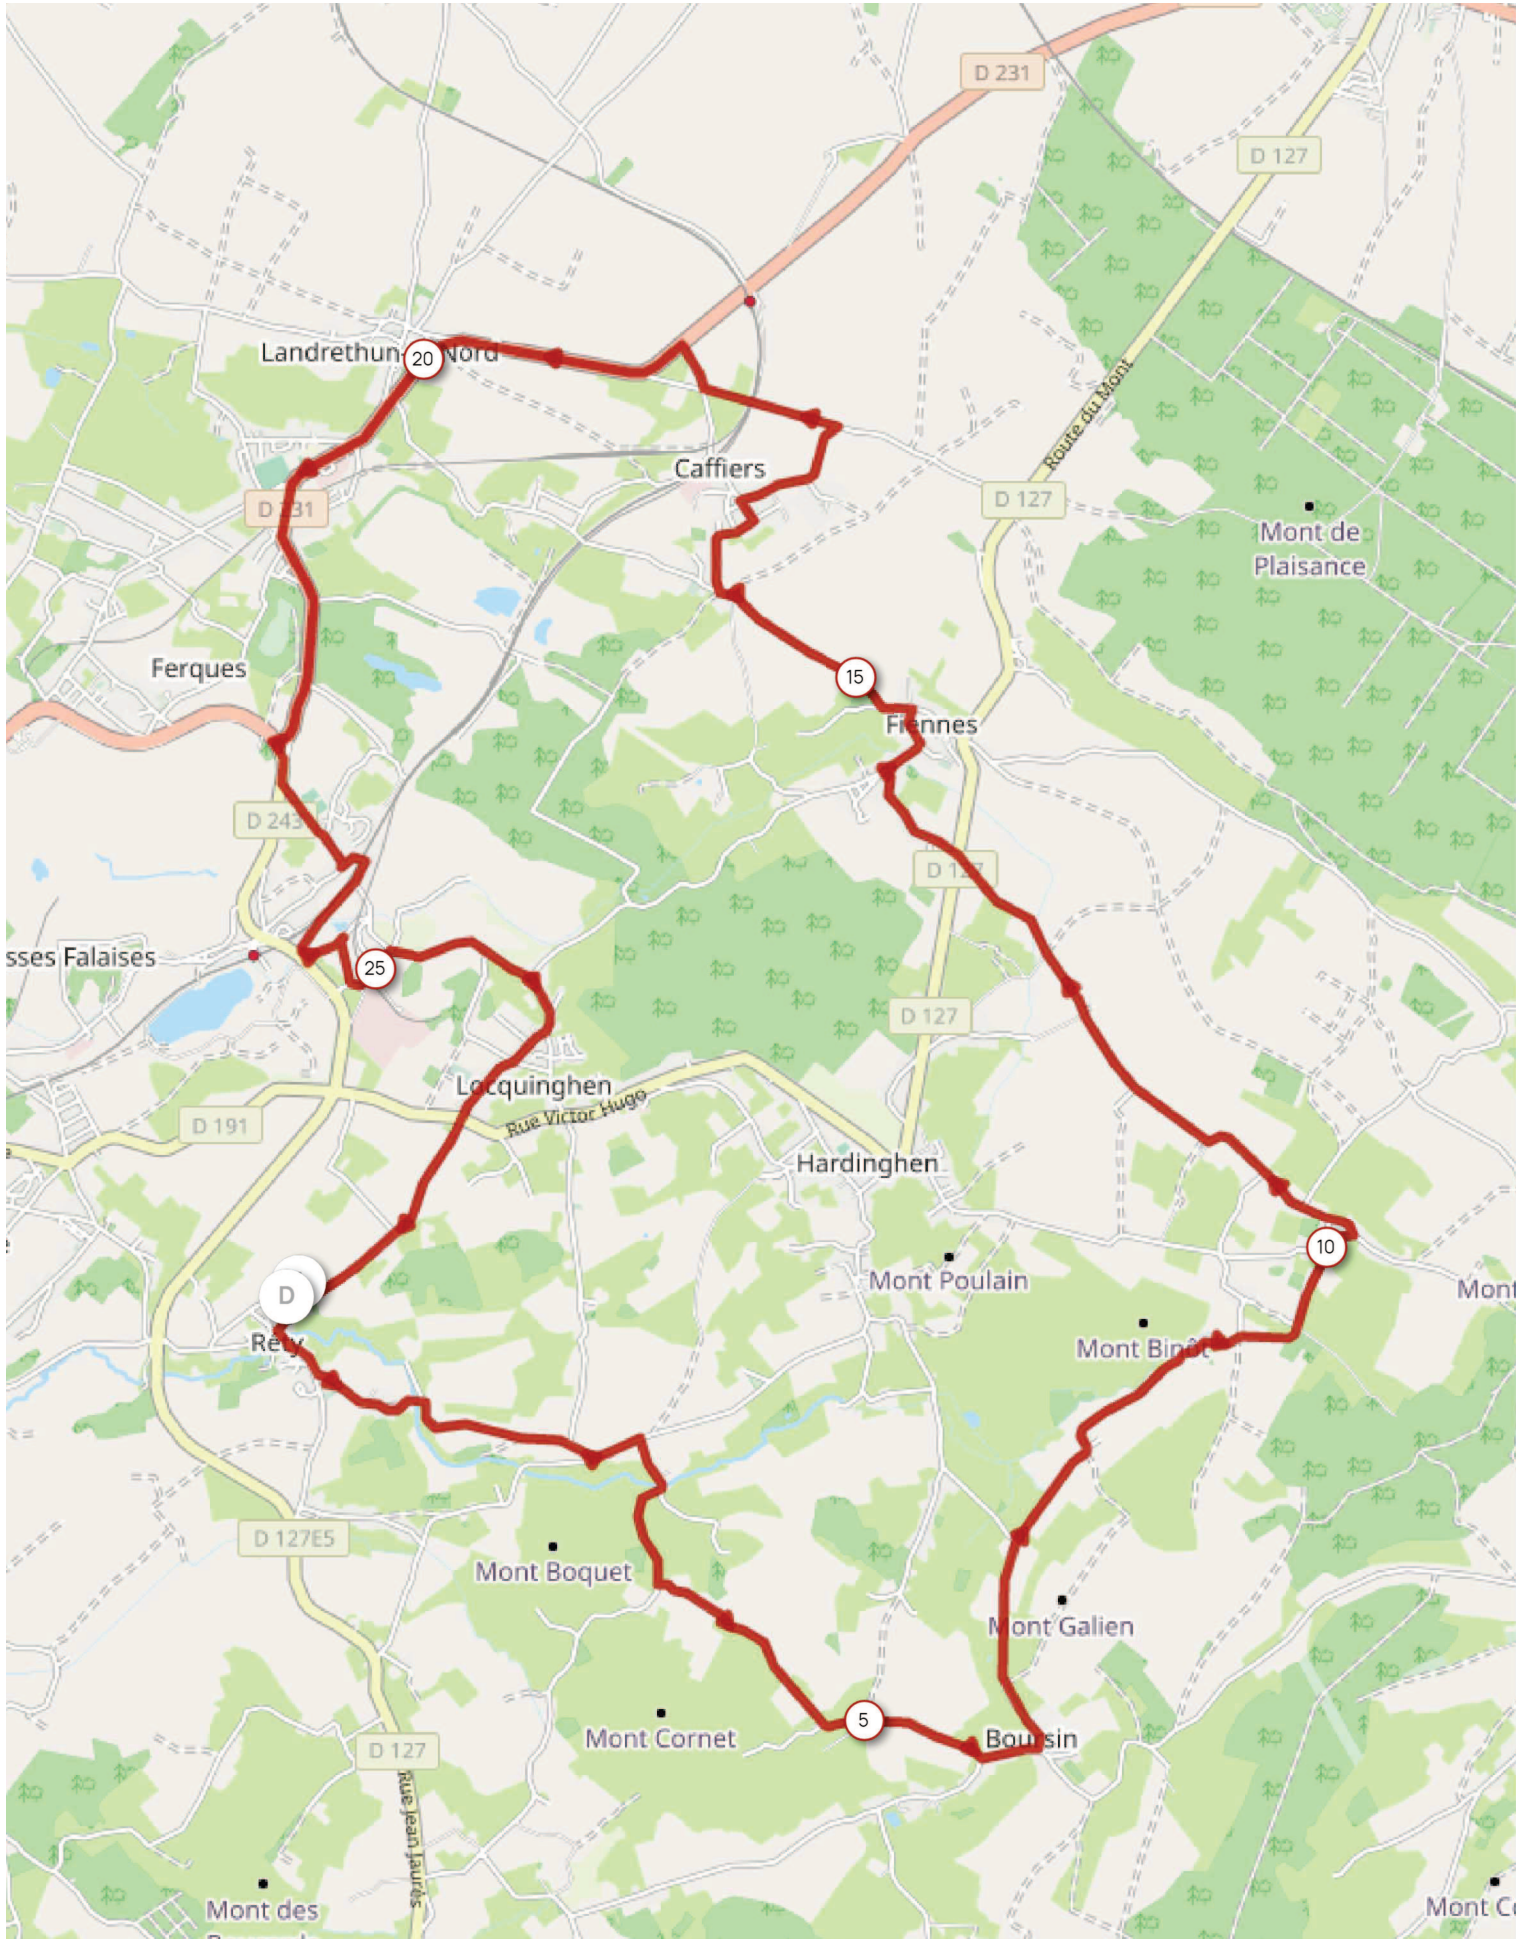 D 231
D 127
Landrethun- Nord
20
Route du Mont
Caffiers
D 127
D 231
Mont de
Plaisance
Ferques
15
Fiennes
D 243
D 127
sses Falaises
25
D 127
Locquinghen
Rue Victor Hugo
D 191
Hardinghen
10
Mont Poulain
Mont
D
Réty
Mont Binôt
D 127E5
Mont Boquet
Mont Galien
5
Mont Cornet
Boursin
D 127
Rue Jean Jaurès
Mont des
Mont Co